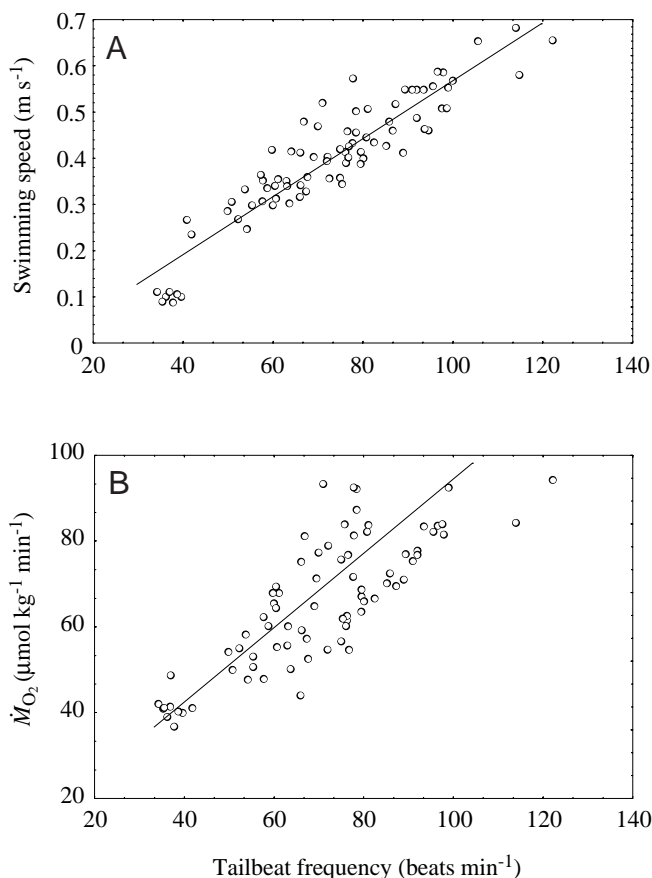 A
Swimming speed (m s⁻¹)
0.7
0.6
0.5
0.4
0.3
0.2
0.1
0
20 40 60 80 100 120 140
B
Ṁ_O₂ (μmol kg⁻¹ min⁻¹)
100
80
60
40
20
20 40 60 80 100 120 140
Tailbeat frequency (beats min⁻¹)